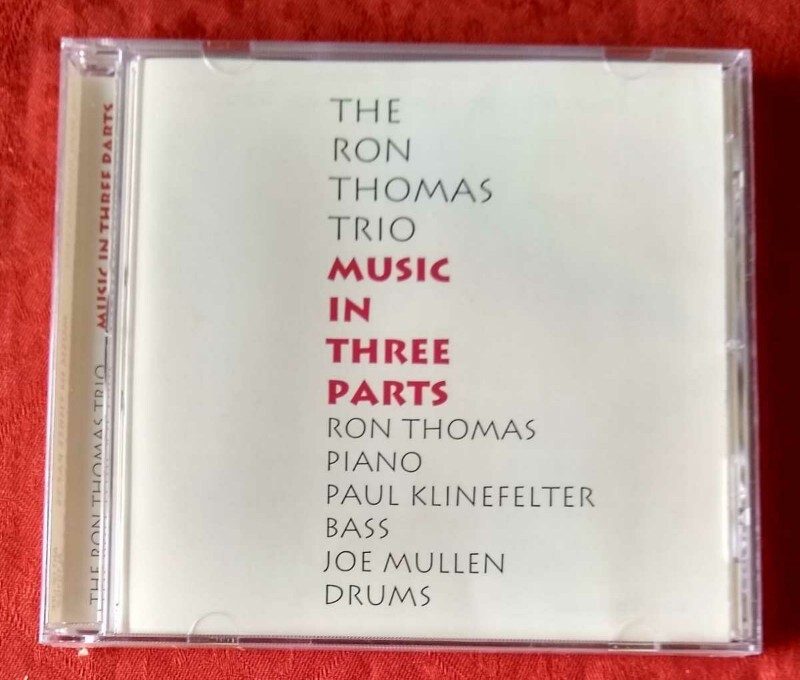 THE
RON
THOMAS
TRIO
MUSIC
IN
THREE
PARTS
RON THOMAS
PIANO
PAUL KLINEFELTER
BASS
JOE MULLEN
DRUMS
THE RON THOMAS TRIO MUSIC IN THREE PARTS